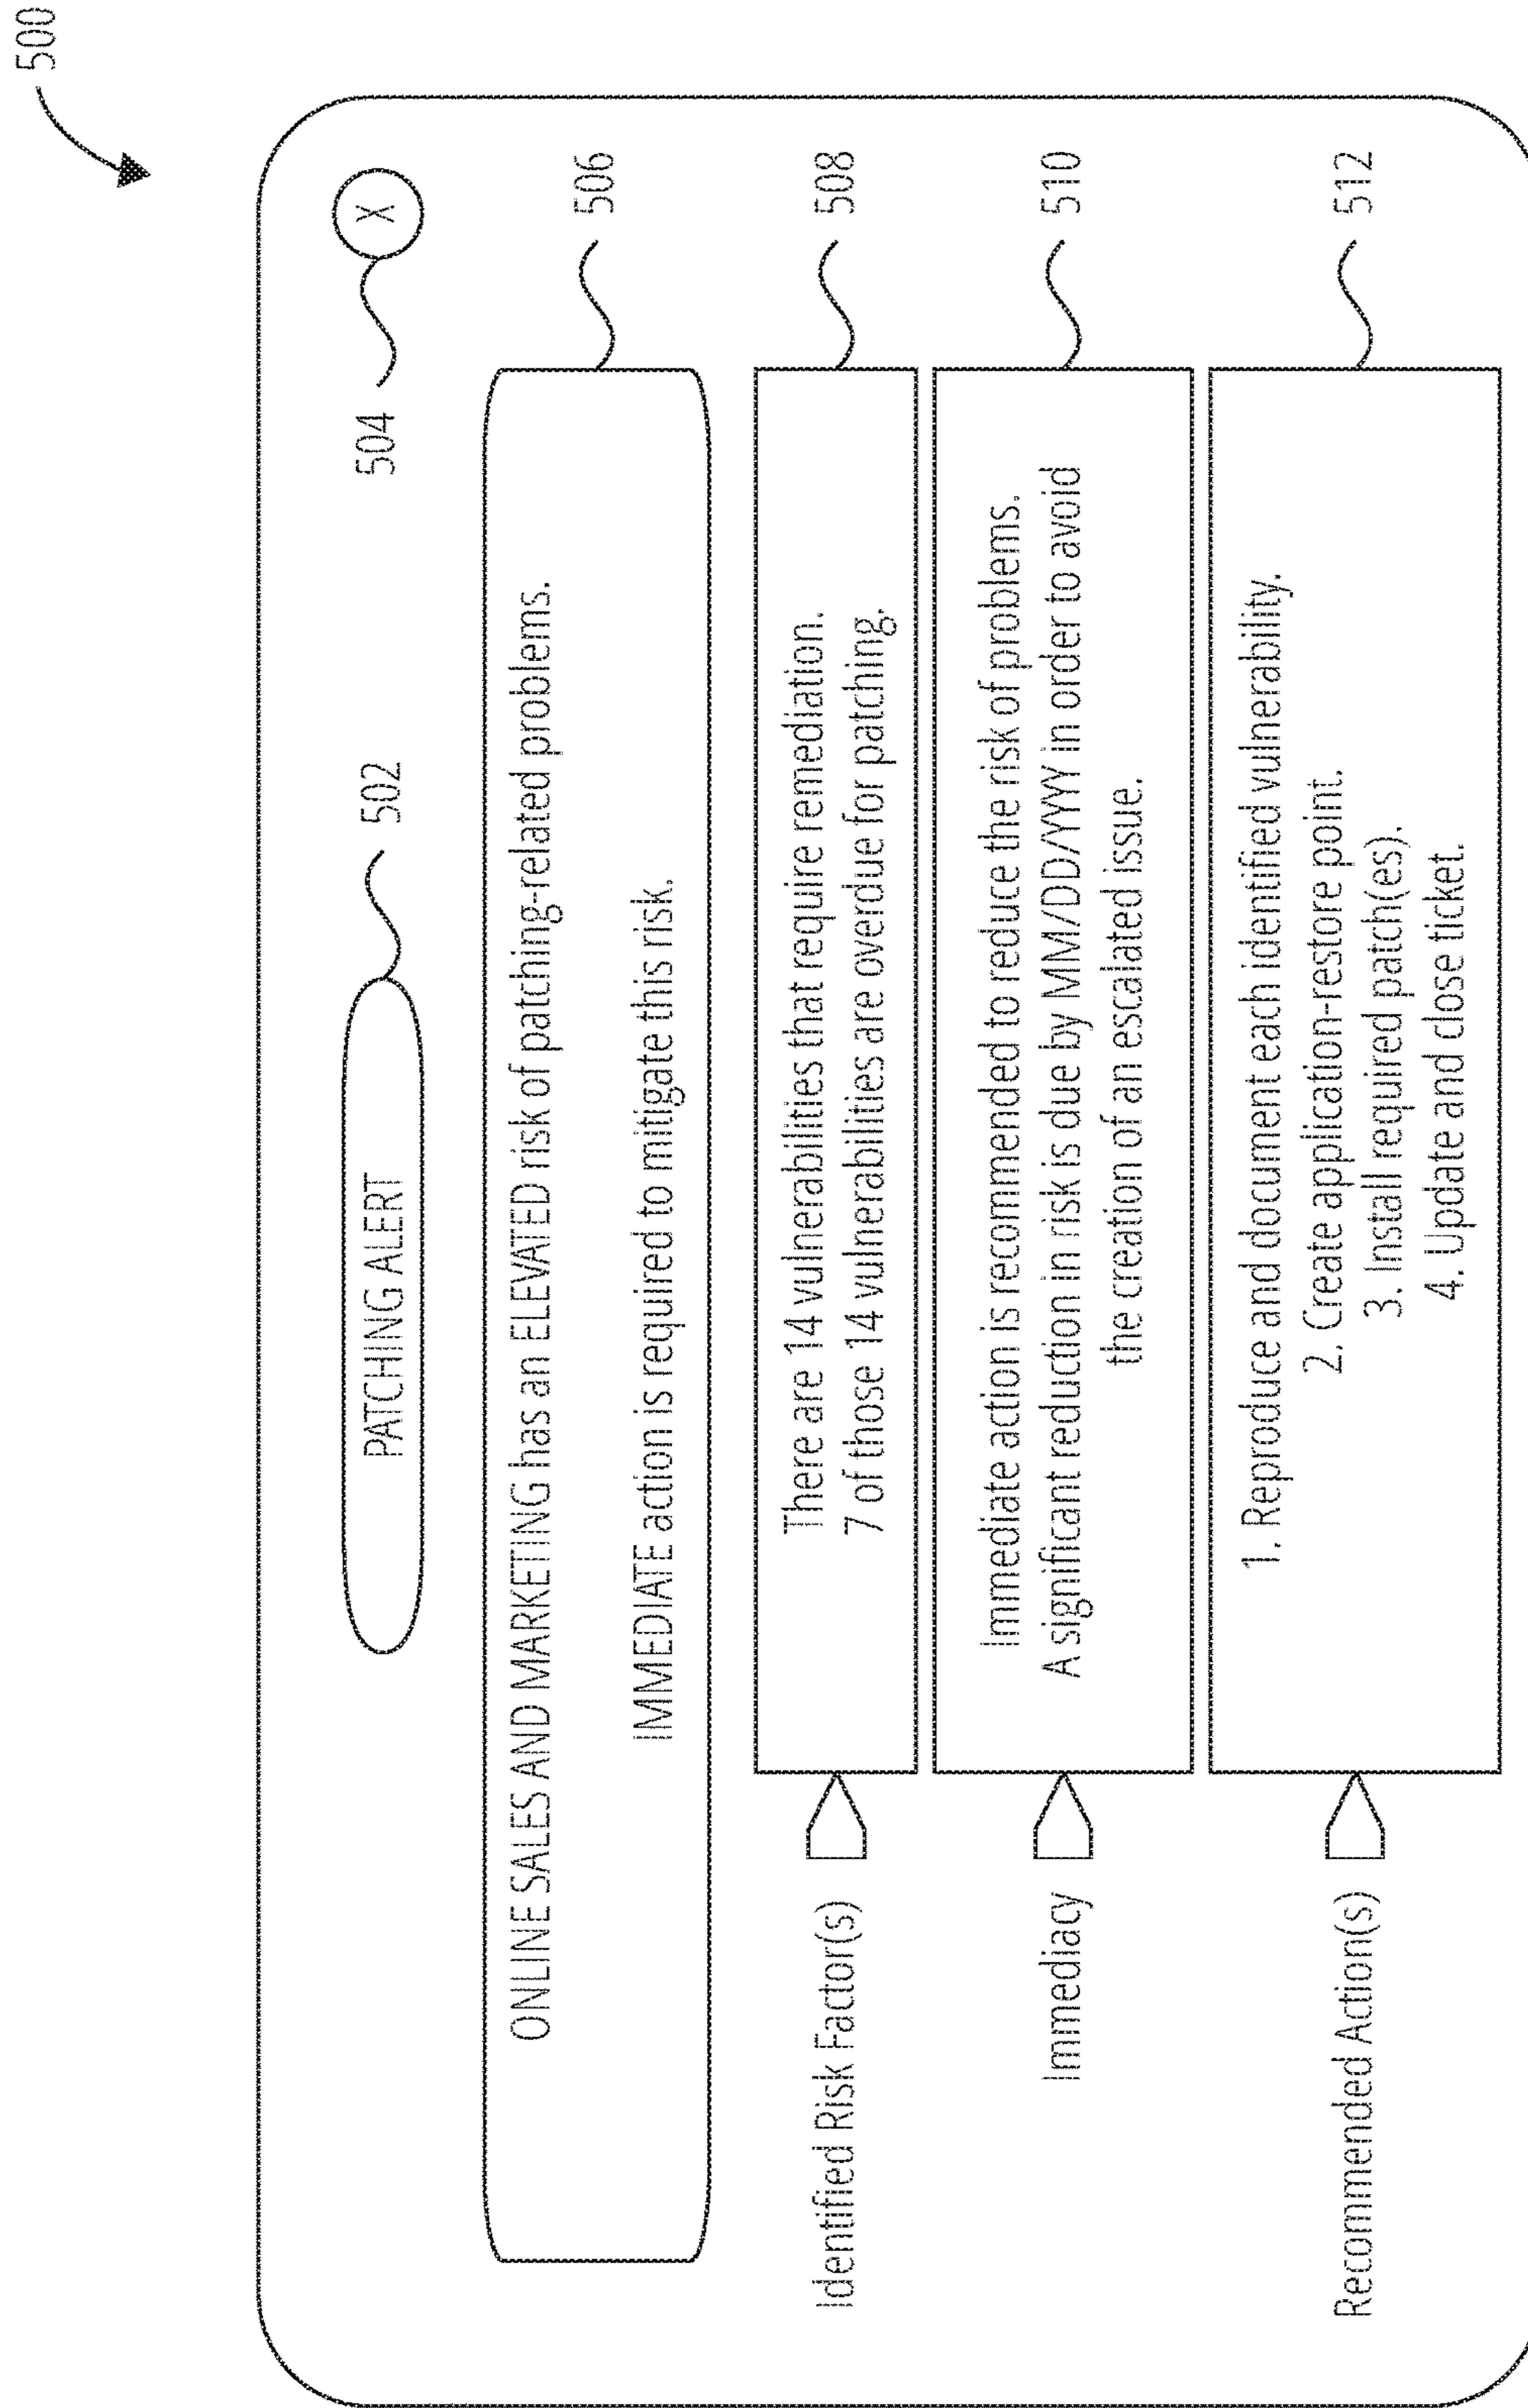 500
PATCHING ALERT
502
504
X
ONLINE SALES AND MARKETING has an ELEVATED risk of patching-related problems.
IMMEDIATE action is required to mitigate this risk.
506
Identified Risk Factor(s)
There are 14 vulnerabilities that require remediation.
7 of those 14 vulnerabilities are overdue for patching.
508
Immediacy
Immediate action is recommended to reduce the risk of problems.
A significant reduction in risk is due by MM/DD/YYYY in order to avoid
the creation of an escalated issue.
510
Recommended Action(s)
1. Reproduce and document each identified vulnerability.
2. Create application-restore point.
3. Install required patch(es).
4. Update and close ticket.
512